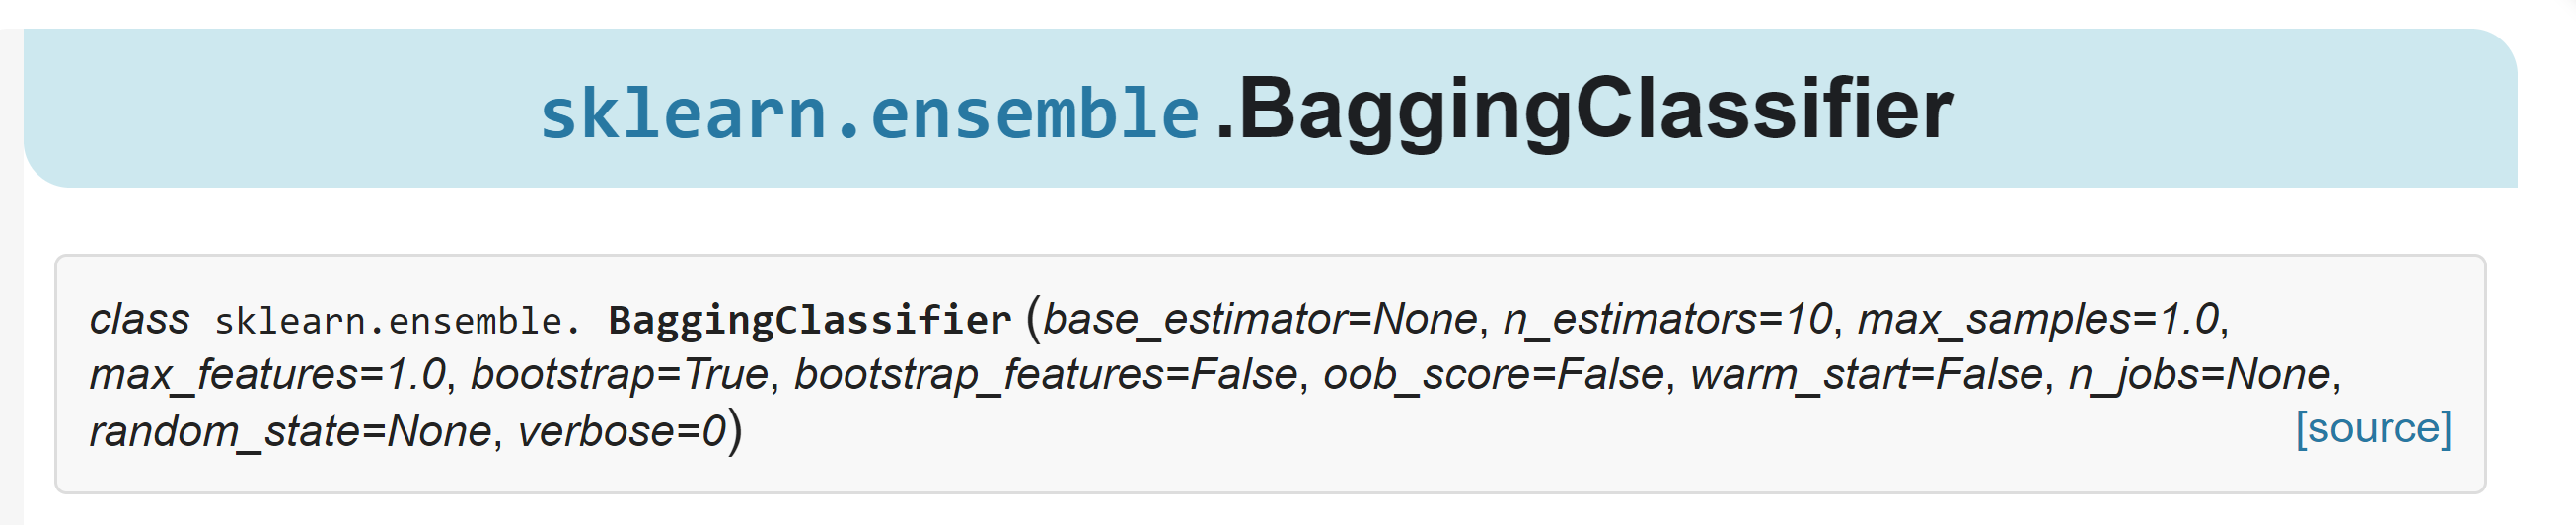 sklearn.ensemble.BaggingClassifier
class sklearn.ensemble. BaggingClassifier (base_estimator=None, n_estimators=10, max_samples=1.0,
max_features=1.0, bootstrap=True, bootstrap_features=False, oob_score=False, warm_start=False, n_jobs=None,
random_state=None, verbose=0) [source]